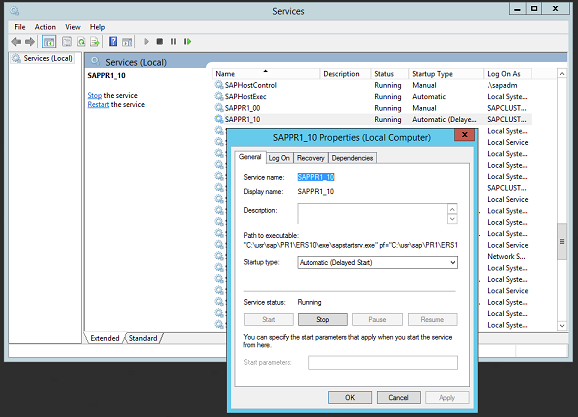 Services
File Action View Help
Services (Local)
Services (Local)
SAPPR1_10
Stop the service
Restart the service
Name Description Status Startup Type Log On As
SAPHostControl Running Manual .\sapadm
SAPHostExec Running Automatic Local Syste...
SAPPR1_00 Running Manual SAPCLUST...
SAPPR1_10 Running Automatic (Delaye... SAPCLUST...
Local Syste...
Local Service
Local Syste...
Local Syste...
Local Syste...
SAPCLUST...
Local Syste...
Local Syste...
Local Syste...
Local Service
Network S...
Local Syste...
Local Syste...
Local Service
Local Syste...
Local Syste...
SAPPR1_10 Properties (Local Computer)
General Log On Recovery Dependencies
Service name: SAPPR1_10
Display name: SAPPR1_10
Description:
Path to executable:
"C:\usr\sap\PR1\ERS10\exe\sapstartsrv.exe" pf="C:\usr\sap\PR1\ERS1
Startup type: Automatic (Delayed Start)
Service status: Running
Start Stop Pause Resume
You can specify the start parameters that apply when you start the service
from here.
Start parameters:
OK Cancel Apply
Extended Standard